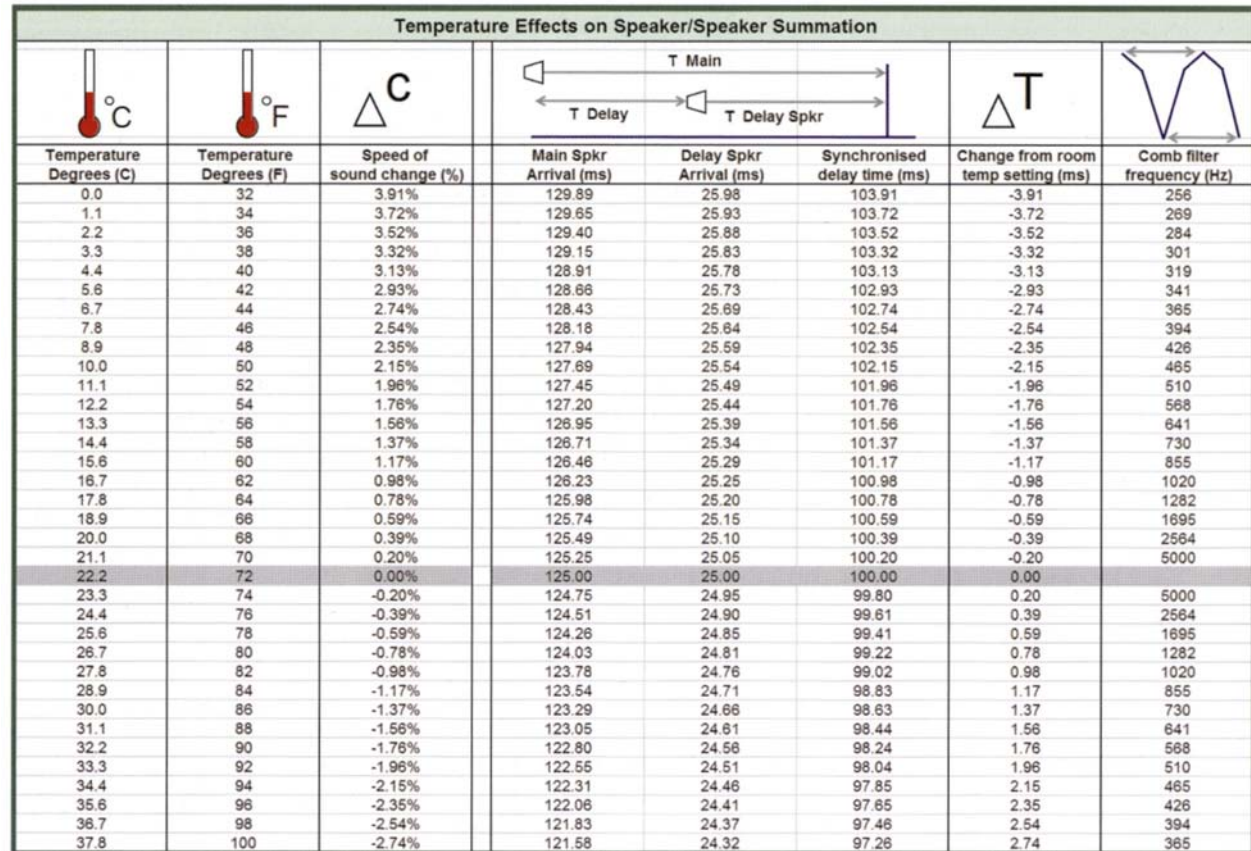 Temperature Effects on Speaker/Speaker Summation
°C °F △C T Main △T
T Delay T Delay Spkr
Temperature Temperature Speed of Main Spkr Delay Spkr Synchronised Change from room Comb filter
Degrees (C) Degrees (F) sound change (%) Arrival (ms) Arrival (ms) delay time (ms) temp setting (ms) frequency (Hz)
0.0 32 3.91% 129.89 25.98 103.91 -3.91 256
1.1 34 3.72% 129.65 25.93 103.72 -3.72 269
2.2 36 3.52% 129.40 25.88 103.52 -3.52 284
3.3 38 3.32% 129.15 25.83 103.32 -3.32 301
4.4 40 3.13% 128.91 25.78 103.13 -3.13 319
5.6 42 2.93% 128.66 25.73 102.93 -2.93 341
6.7 44 2.74% 128.43 25.69 102.74 -2.74 365
7.8 46 2.54% 128.18 25.64 102.54 -2.54 394
8.9 48 2.35% 127.94 25.59 102.35 -2.35 426
10.0 50 2.15% 127.69 25.54 102.15 -2.15 465
11.1 52 1.96% 127.45 25.49 101.96 -1.96 510
12.2 54 1.76% 127.20 25.44 101.76 -1.76 568
13.3 56 1.56% 126.95 25.39 101.56 -1.56 641
14.4 58 1.37% 126.71 25.34 101.37 -1.37 730
15.6 60 1.17% 126.46 25.29 101.17 -1.17 855
16.7 62 0.98% 126.23 25.25 100.98 -0.98 1020
17.8 64 0.78% 125.98 25.20 100.78 -0.78 1282
18.9 66 0.59% 125.74 25.15 100.59 -0.59 1695
20.0 68 0.39% 125.49 25.10 100.39 -0.39 2564
21.1 70 0.20% 125.25 25.05 100.20 -0.20 5000
22.2 72 0.00% 125.00 25.00 100.00 0.00
23.3 74 -0.20% 124.75 24.95 99.80 0.20 5000
24.4 76 -0.39% 124.51 24.90 99.61 0.39 2564
25.6 78 -0.59% 124.26 24.85 99.41 0.59 1695
26.7 80 -0.78% 124.03 24.81 99.22 0.78 1282
27.8 82 -0.98% 123.78 24.76 99.02 0.98 1020
28.9 84 -1.17% 123.54 24.71 98.83 1.17 855
30.0 86 -1.37% 123.29 24.66 98.63 1.37 730
31.1 88 -1.56% 123.05 24.61 98.44 1.56 641
32.2 90 -1.76% 122.80 24.56 98.24 1.76 568
33.3 92 -1.96% 122.55 24.51 98.04 1.96 510
34.4 94 -2.15% 122.31 24.46 97.85 2.15 465
35.6 96 -2.35% 122.06 24.41 97.65 2.35 426
36.7 98 -2.54% 121.83 24.37 97.46 2.54 394
37.8 100 -2.74% 121.58 24.32 97.26 2.74 365